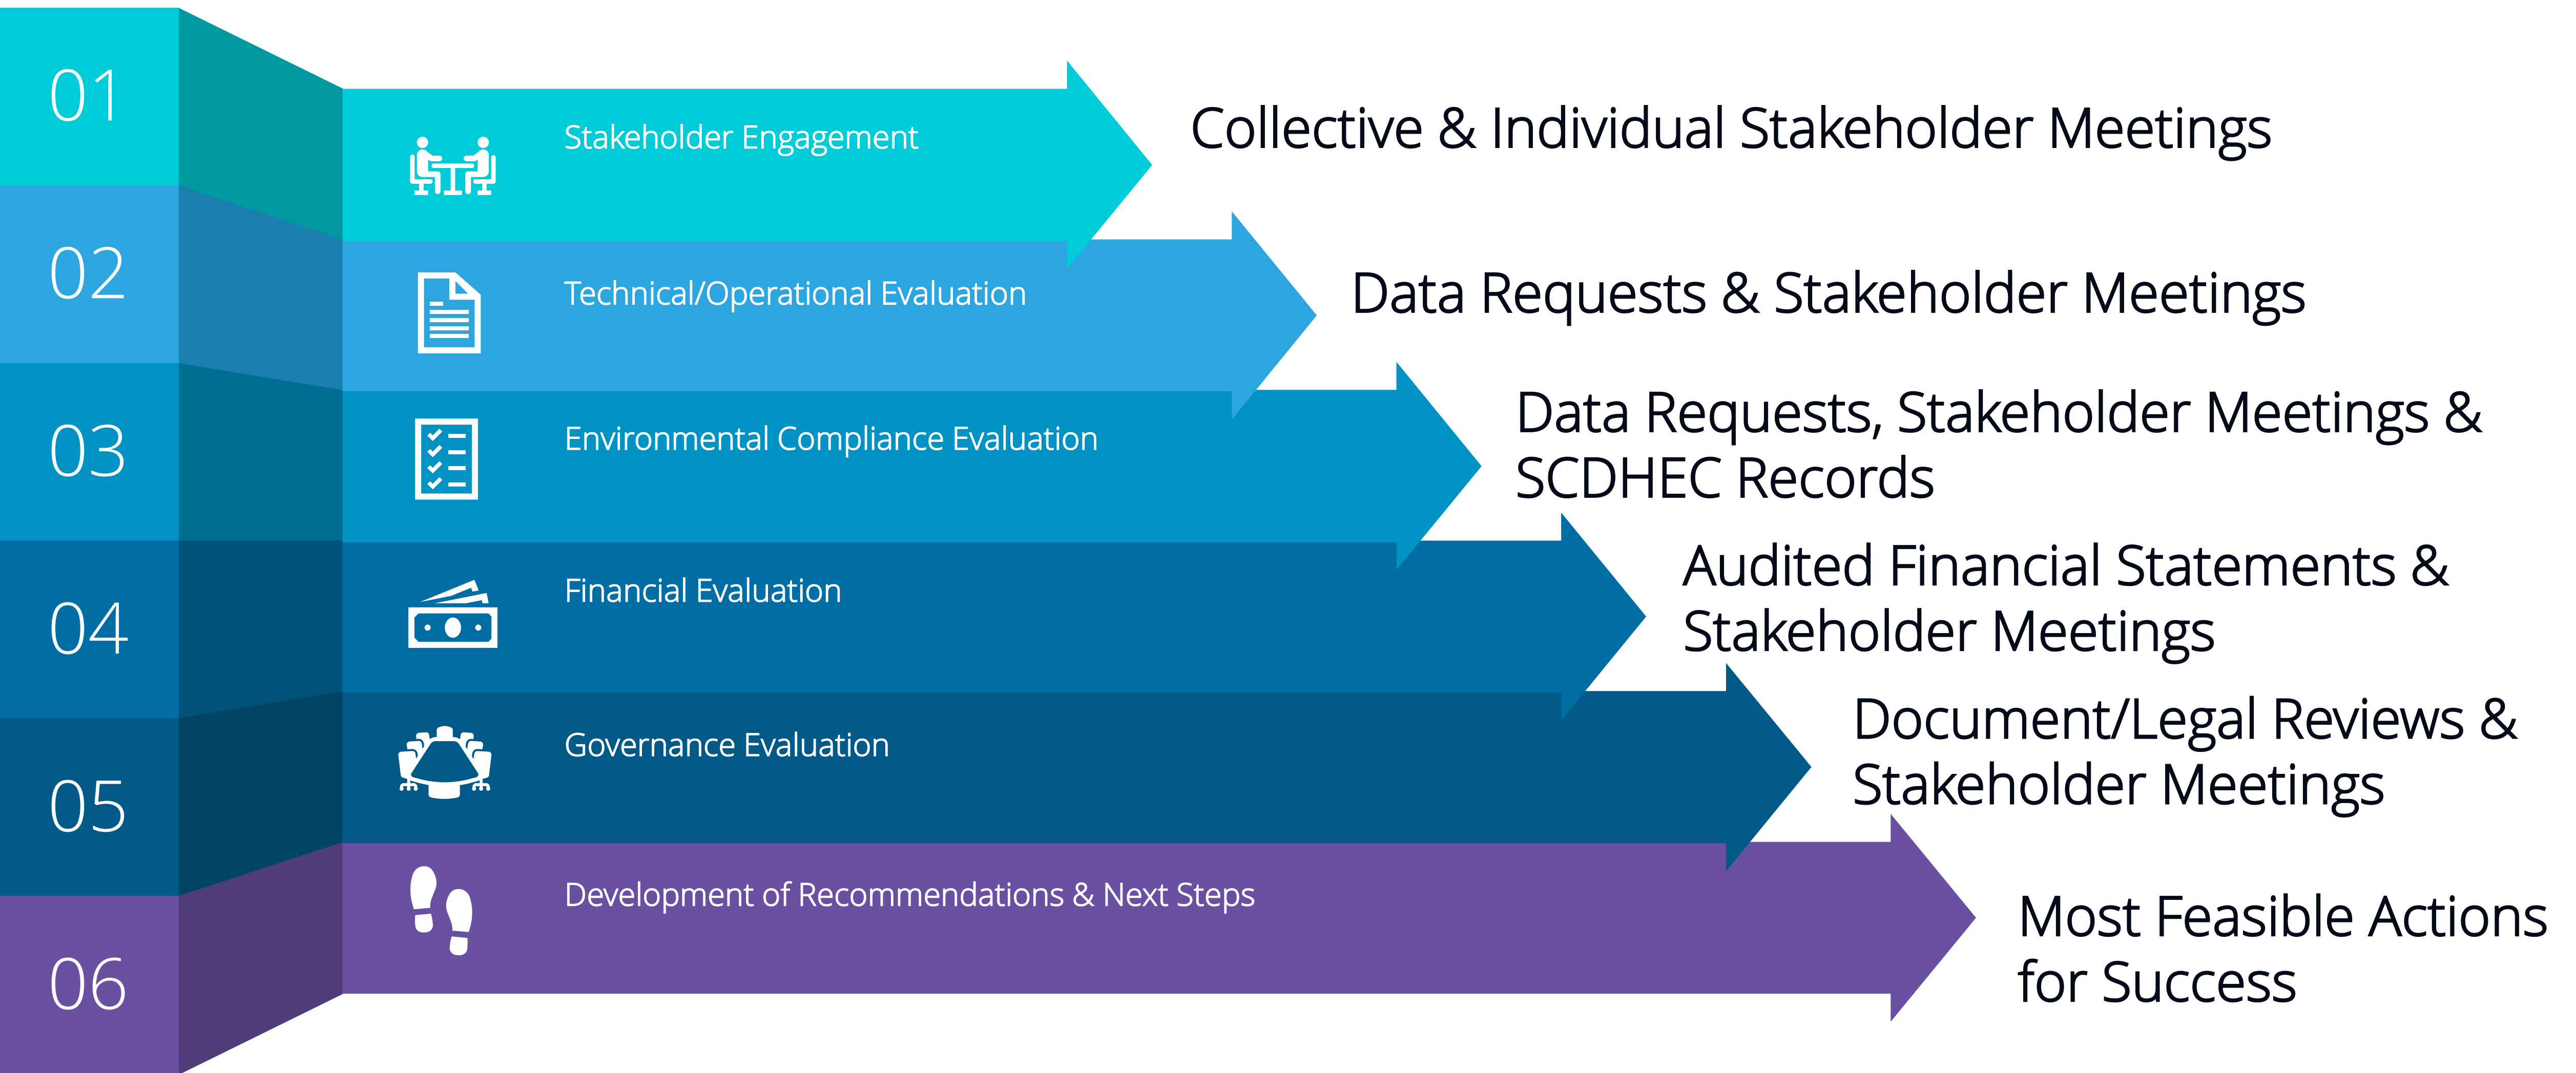 01
Stakeholder Engagement
Collective & Individual Stakeholder Meetings
02
Technical/Operational Evaluation
Data Requests & Stakeholder Meetings
03
Environmental Compliance Evaluation
Data Requests, Stakeholder Meetings &
SCDHEC Records
04
Financial Evaluation
Audited Financial Statements &
Stakeholder Meetings
05
Governance Evaluation
Document/Legal Reviews &
Stakeholder Meetings
06
Development of Recommendations & Next Steps
Most Feasible Actions
for Success